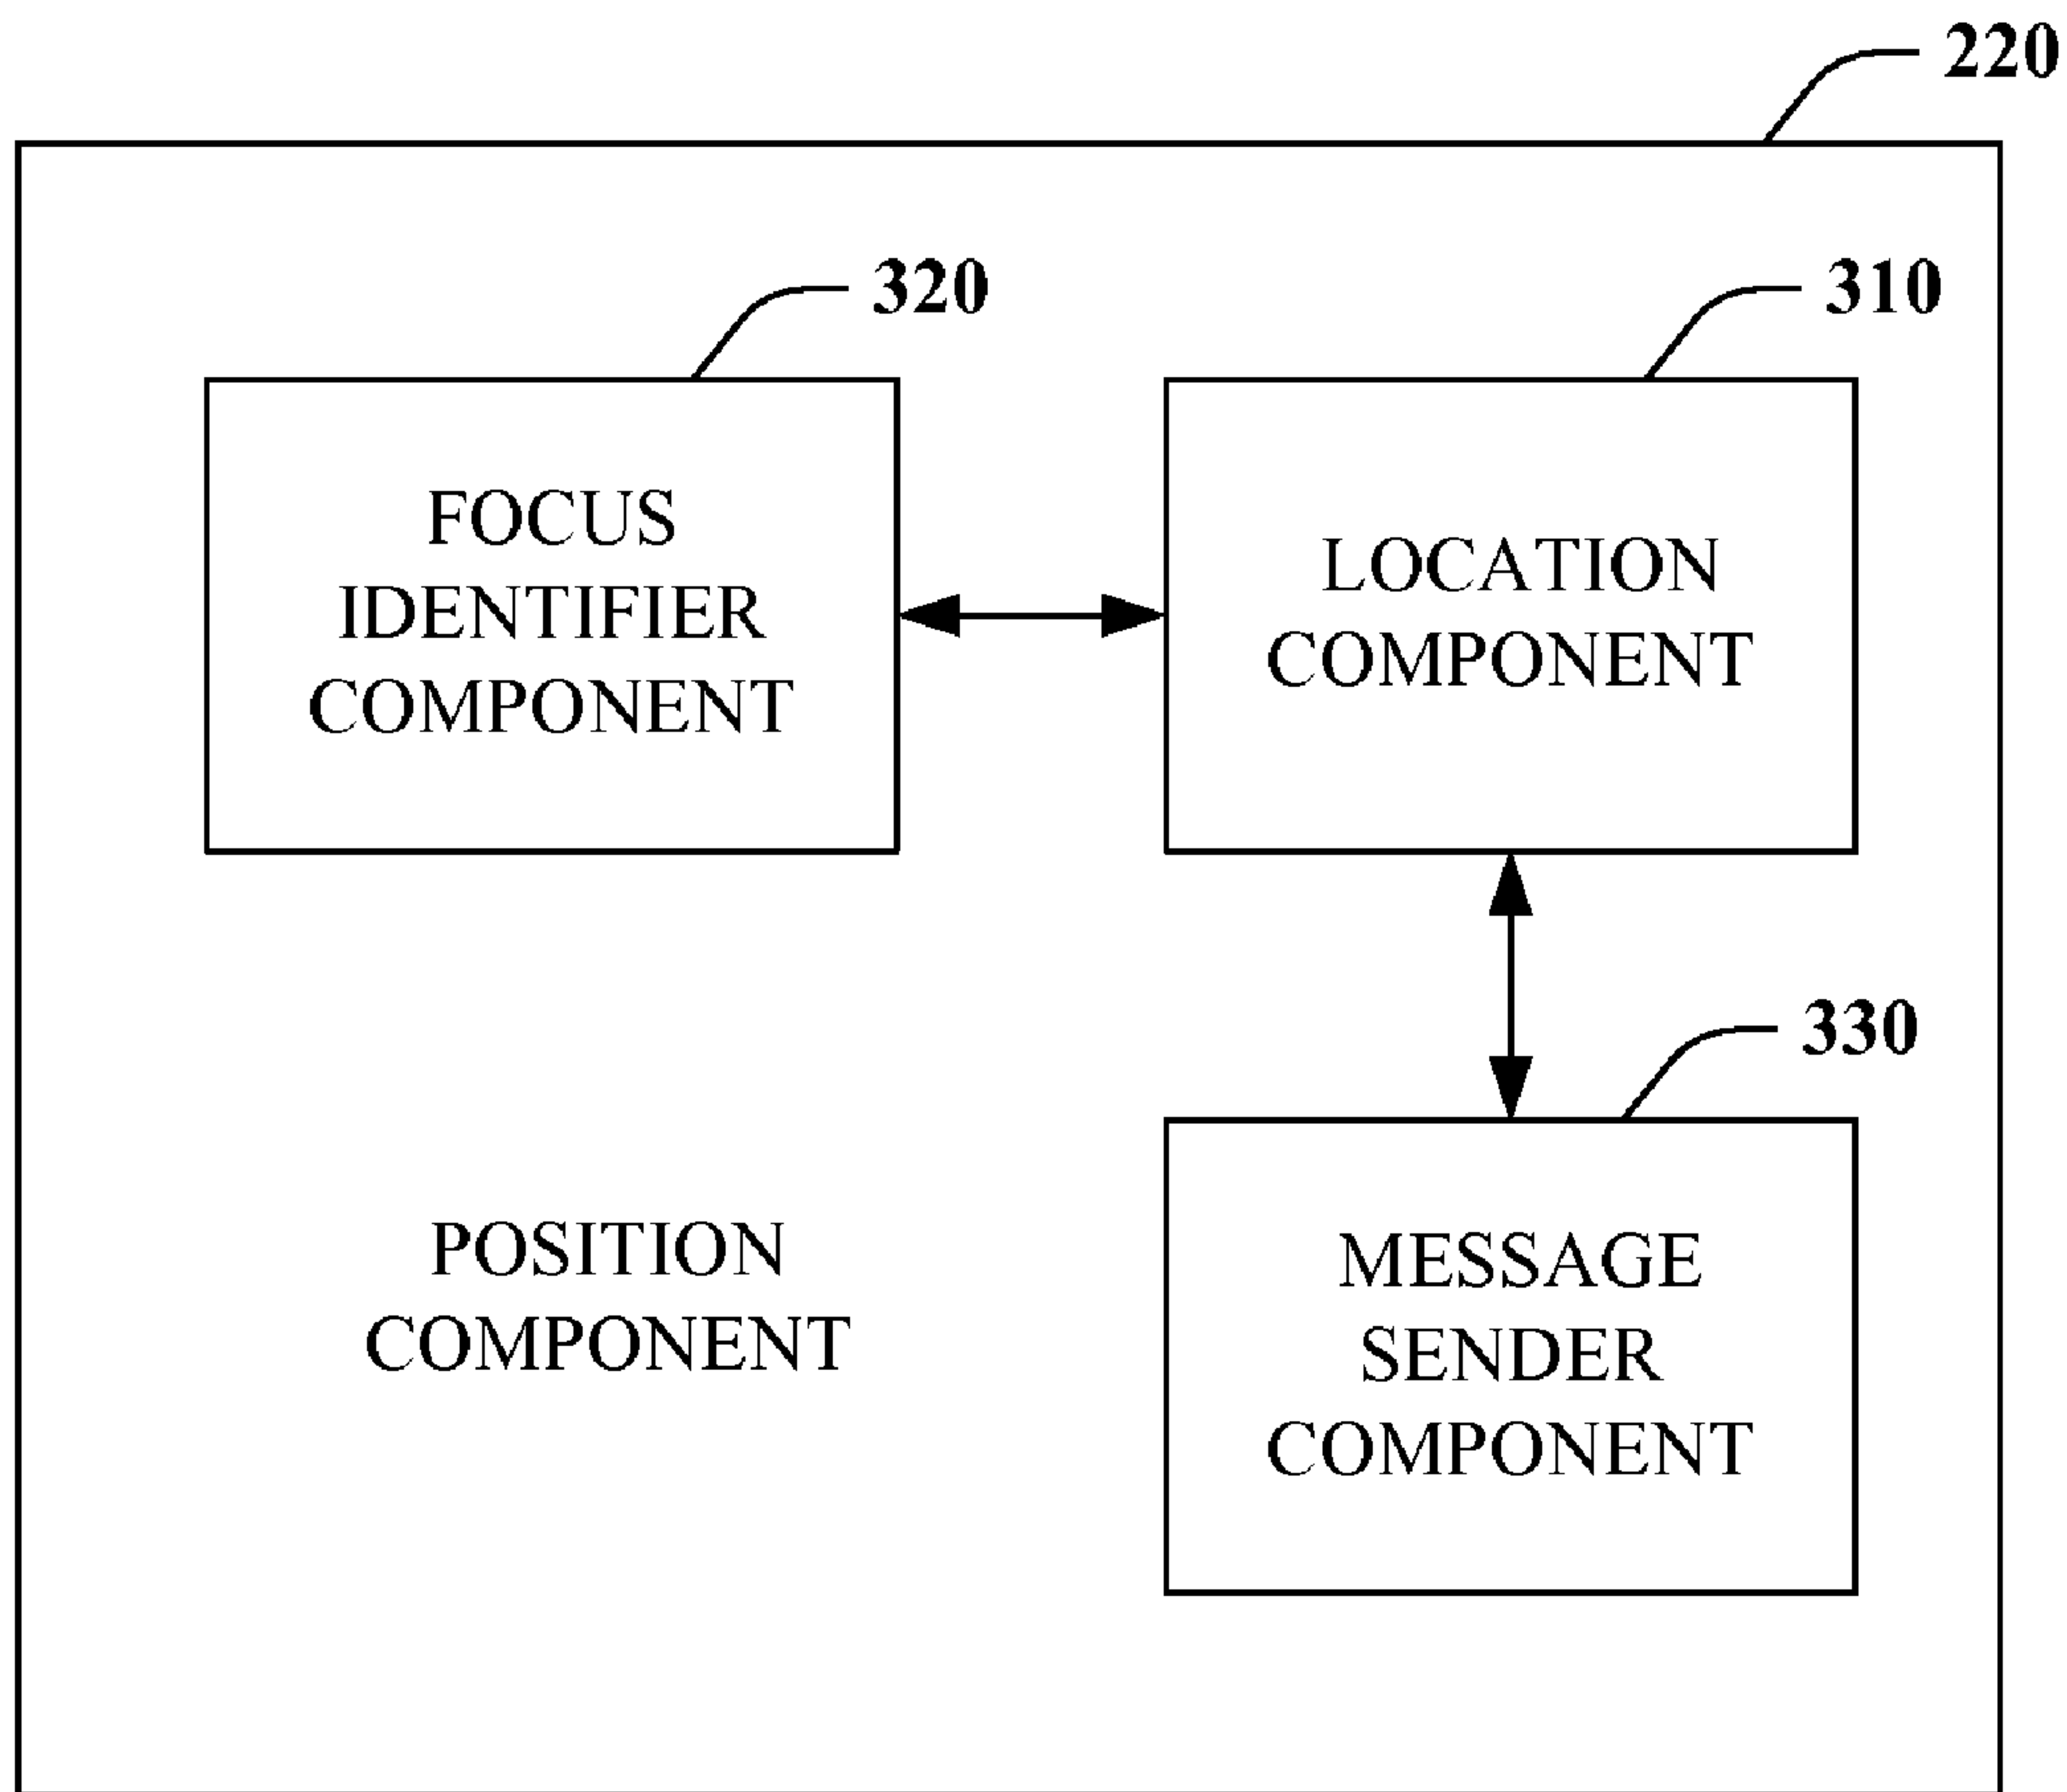 220
320
310
FOCUS
IDENTIFIER
COMPONENT
LOCATION
COMPONENT
330
POSITION
COMPONENT
MESSAGE
SENDER
COMPONENT